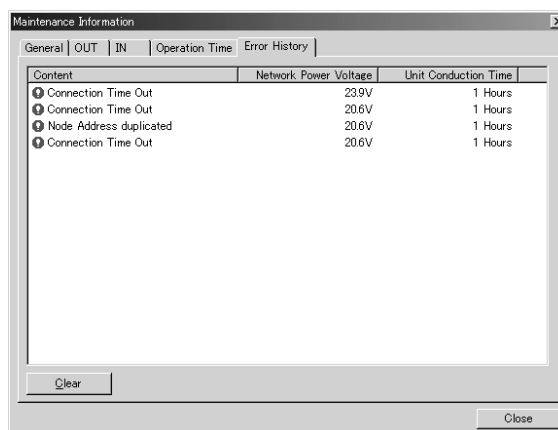 Maintenance Information
General OUT IN Operation Time Error History
Content Network Power Voltage Unit Conduction Time
Connection Time Out 23.9V 1 Hours
Connection Time Out 20.6V 1 Hours
Node Address duplicated 20.6V 1 Hours
Connection Time Out 20.6V 1 Hours
Clear
Close